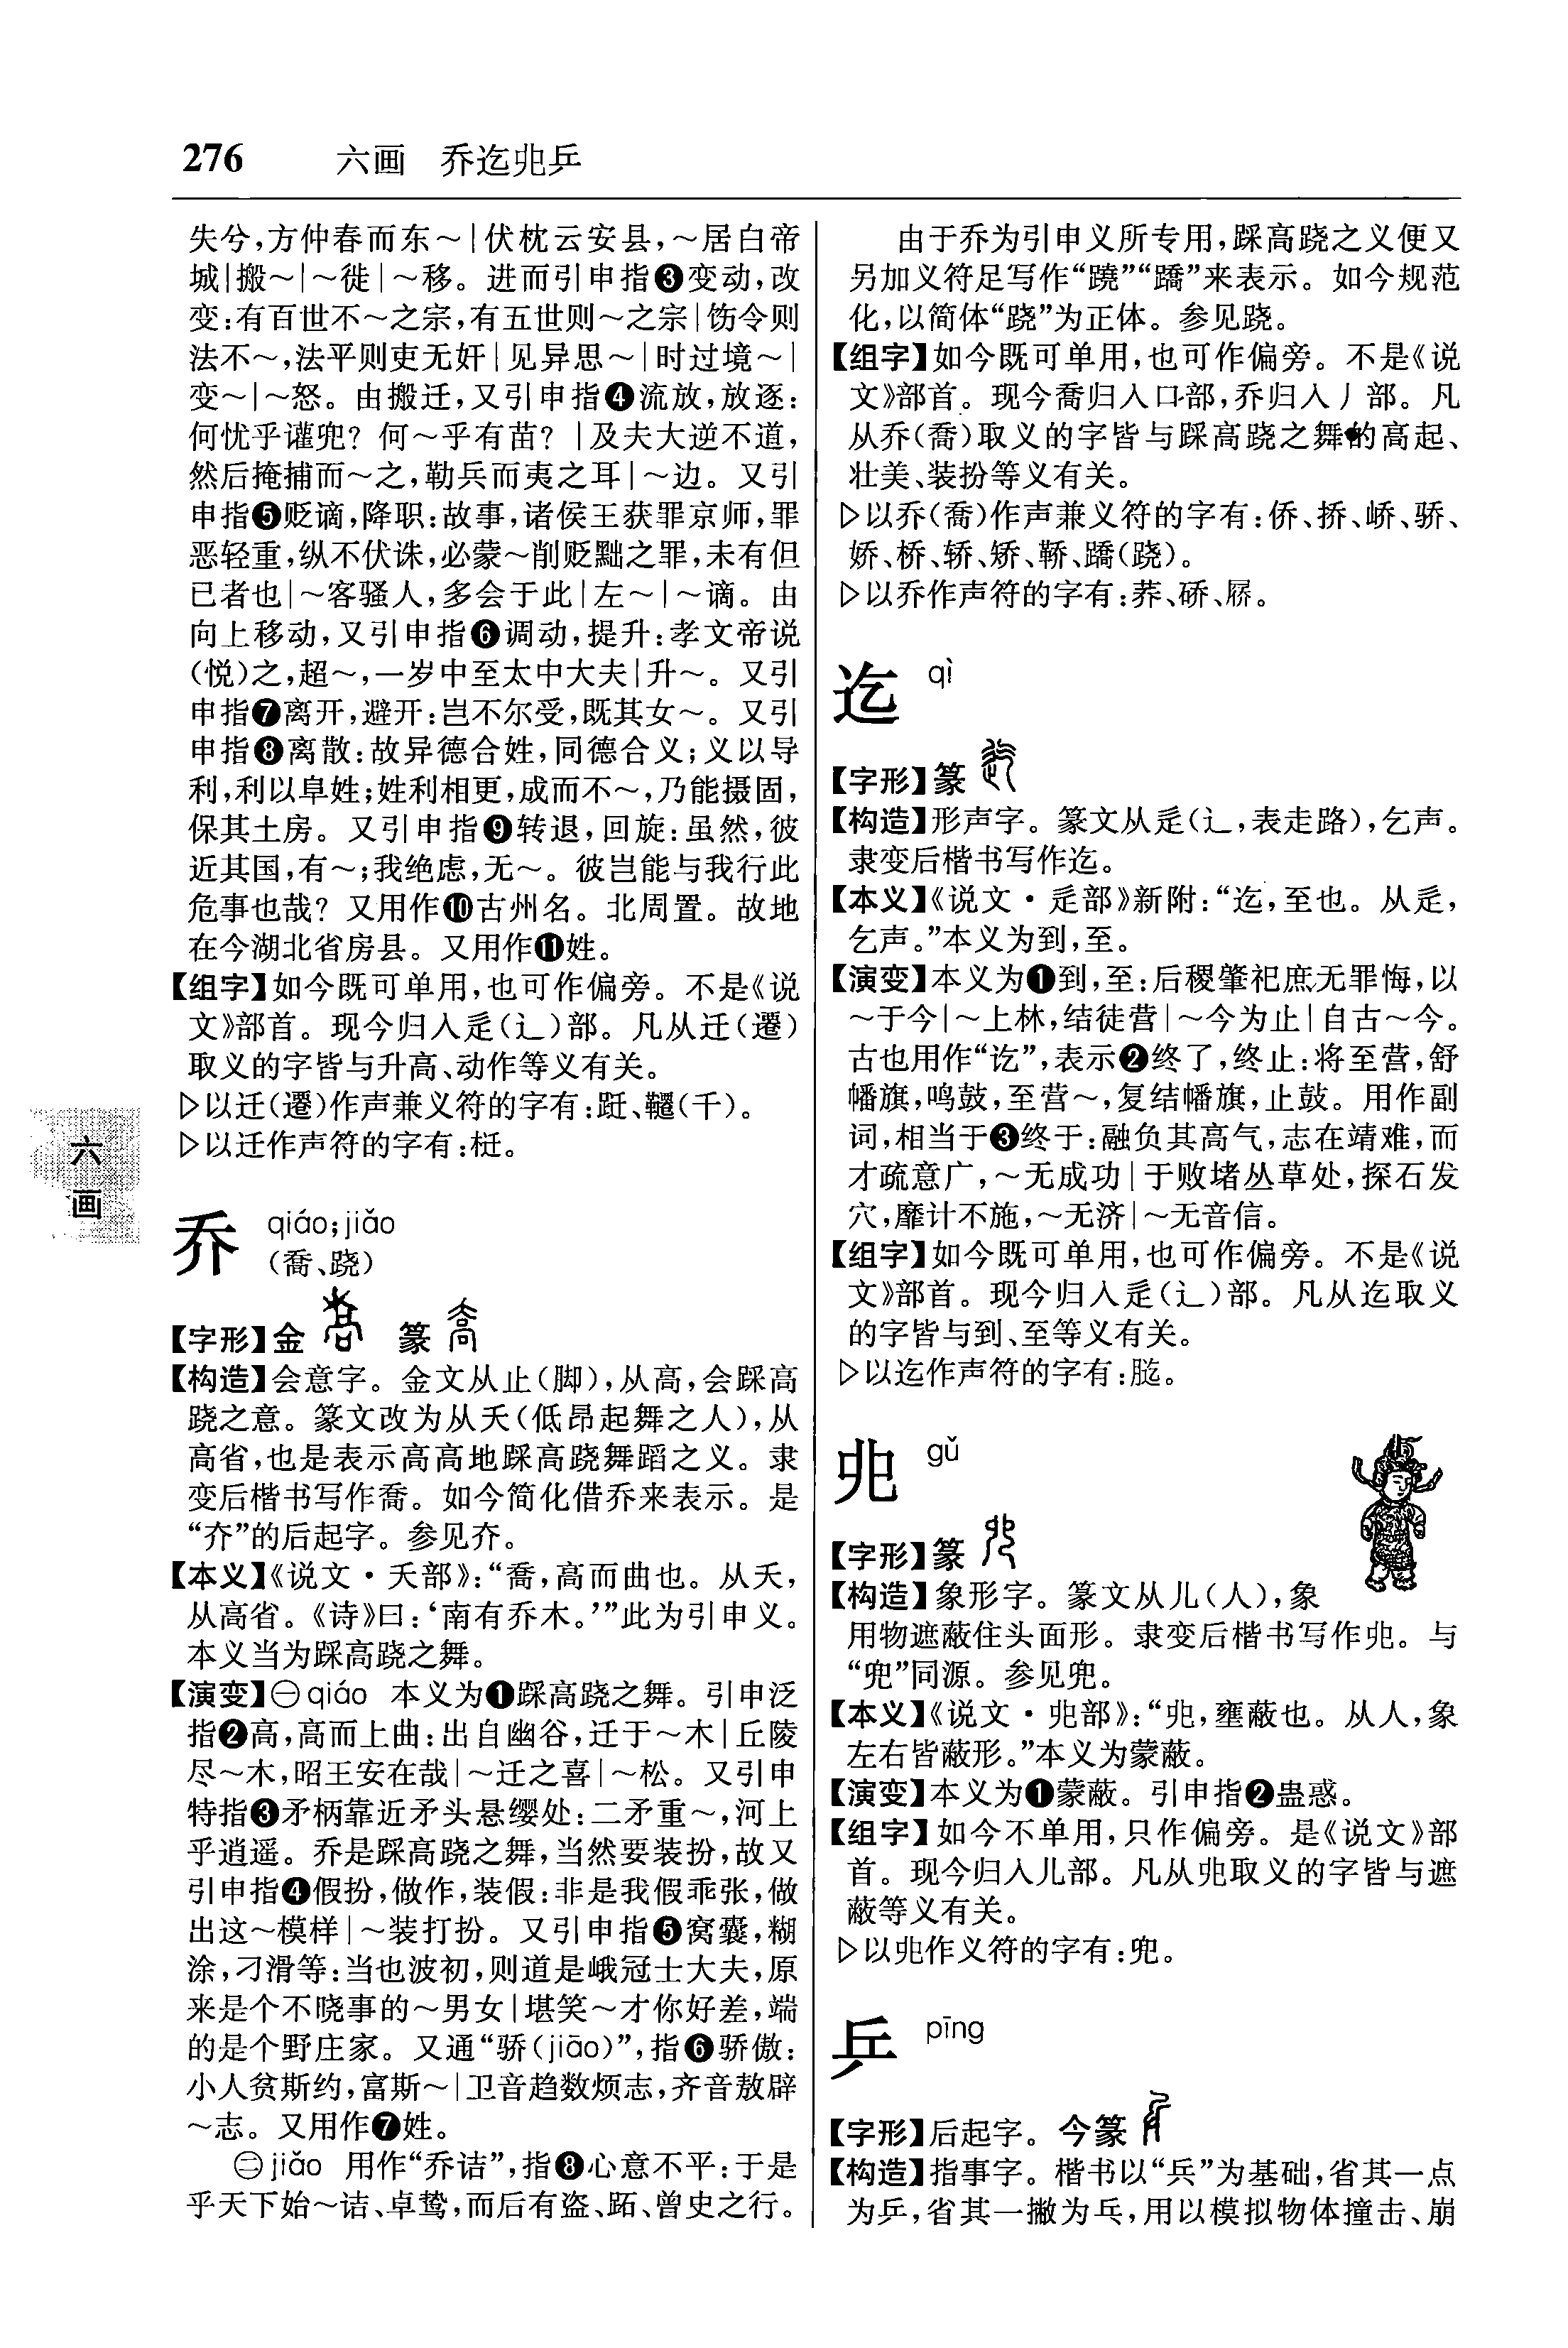 276 六画 乔迄㒫乒
失兮，方仲春而东～|伏枕云安县，～居白帝
城|搬～|～徙|～移。进而引申指❸变动，改
变：有百世不～之宗，有五世则～之宗|饬令则
法不～，法平则吏无奸|见异思～|时过境～|
变～|～怒。由搬迁，又引申指❹流放，放逐：
何忧乎讙兜？何～乎有苗？|及夫大逆不道，
然后掩捕而～之，勒兵而夷之耳|～边。又引
申指❺贬谪，降职：故事，诸侯王获罪京师，罪
恶轻重，纵不伏诛，必蒙～削贬黜之罪，未有但
已者也|～客骚人，多会于此|左～|～谪。由
向上移动，又引申指❻调动，提升：孝文帝说
（悦）之，超～，一岁中至太中大夫|升～。又引
申指❼离开，避开：岂不尔受，既其女～。又引
申指❽离散：故异德合姓，同德合义；义以导
利，利以阜姓；姓利相更，成而不～，乃能摄固，
保其土房。又引申指❾转退，回旋：虽然，彼
近其国，有～；我绝虑，无～。彼岂能与我行此
危事也哉？又用作❿古州名。北周置。故地
在今湖北省房县。又用作⓫姓。
【组字】如今既可单用，也可作偏旁。不是《说
文》部首。现今归入辵（辶）部。凡从迁（遷）
取义的字皆与升高、动作等义有关。
▷以迁（遷）作声兼义符的字有：跹、韆（千）。
▷以迁作声符的字有：枽。
六画
乔 qiáo；jiǎo
（喬、跷）
【字形】金 篆
【构造】会意字。金文从止（脚），从高，会踩高
跷之意。篆文改为从夭（低昂起舞之人），从
高省，也是表示高高地踩高跷舞蹈之义。隶
变后楷书写作喬。如今简化借乔来表示。是
“夰”的后起字。参见夰。
【本义】《说文·夭部》：“喬，高而曲也。从夭，
从高省。《诗》曰：‘南有乔木。’”此为引申义。
本义当为踩高跷之舞。
【演变】㊀qiáo 本义为❶踩高跷之舞。引申泛
指❷高，高而上曲：出自幽谷，迁于～木|丘陵
尽～木，昭王安在哉|～迁之喜|～松。又引申
特指❸矛柄靠近矛头悬缨处：二矛重～，河上
乎逍遥。乔是踩高跷之舞，当然要装扮，故又
引申指❹假扮，做作，装假：非是我假乖张，做
出这～模样|～装打扮。又引申指❺窝囊，糊
涂，刁滑等：当也波初，则道是峨冠士大夫，原
来是个不晓事的～男女|堪笑～才你好差，端
的是个野庄家。又通“骄（jiāo）”，指❻骄傲：
小人贫斯约，富斯～|卫音趋数烦志，齐音敖辟
～志。又用作❼姓。
㊁jiǎo 用作“乔诘”，指❽心意不平：于是
乎天下始～诘、卓鸷，而后有盗、跖、曾史之行。
由于乔为引申义所专用，踩高跷之义便又
另加义符足写作“蹺”“蹻”来表示。如今规范
化，以简体“跷”为正体。参见跷。
【组字】如今既可单用，也可作偏旁。不是《说
文》部首。现今喬归入口部，乔归入丿部。凡
从乔（喬）取义的字皆与踩高跷之舞的高起、
壮美、装扮等义有关。
▷以乔（喬）作声兼义符的字有：侨、挢、峤、骄、
娇、桥、轿、矫、鞒、蹻（跷）。
▷以乔作声符的字有：荞、硚、屩。
迄 qì
【字形】篆
【构造】形声字。篆文从辵（辶，表走路），乞声。
隶变后楷书写作迄。
【本义】《说文·辵部》新附：“迄，至也。从辵，
乞声。”本义为到，至。
【演变】本义为❶到，至：后稷肇祀庶无罪悔，以
～于今|～上林，结徒营|～今为止|自古～今。
古也用作“讫”，表示❷终了，终止：将至营，舒
幡旗，鸣鼓，至营～，复结幡旗，止鼓。用作副
词，相当于❸终于：融负其高气，志在靖难，而
才疏意广，～无成功|于败堵丛草处，探石发
穴，靡计不施，～无济|～无音信。
【组字】如今既可单用，也可作偏旁。不是《说
文》部首。现今归入辵（辶）部。凡从迄取义
的字皆与到、至等义有关。
▷以迄作声符的字有：
㒫 gǔ
【字形】篆
【构造】象形字。篆文从儿（人），象
用物遮蔽住头面形。隶变后楷书写作㒫。与
“兜”同源。参见兜。
【本义】《说文·㒫部》：“㒫，壅蔽也。从人，象
左右皆蔽形。”本义为蒙蔽。
【演变】本义为❶蒙蔽。引申指❷蛊惑。
【组字】如今不单用，只作偏旁。是《说文》部
首。现今归入儿部。凡从㒫取义的字皆与遮
蔽等义有关。
▷以㒫作义符的字有：兜。
乒 pīng
【字形】后起字。今篆
【构造】指事字。楷书以“兵”为基础，省其一点
为乒，省其一撇为乓，用以模拟物体撞击、崩